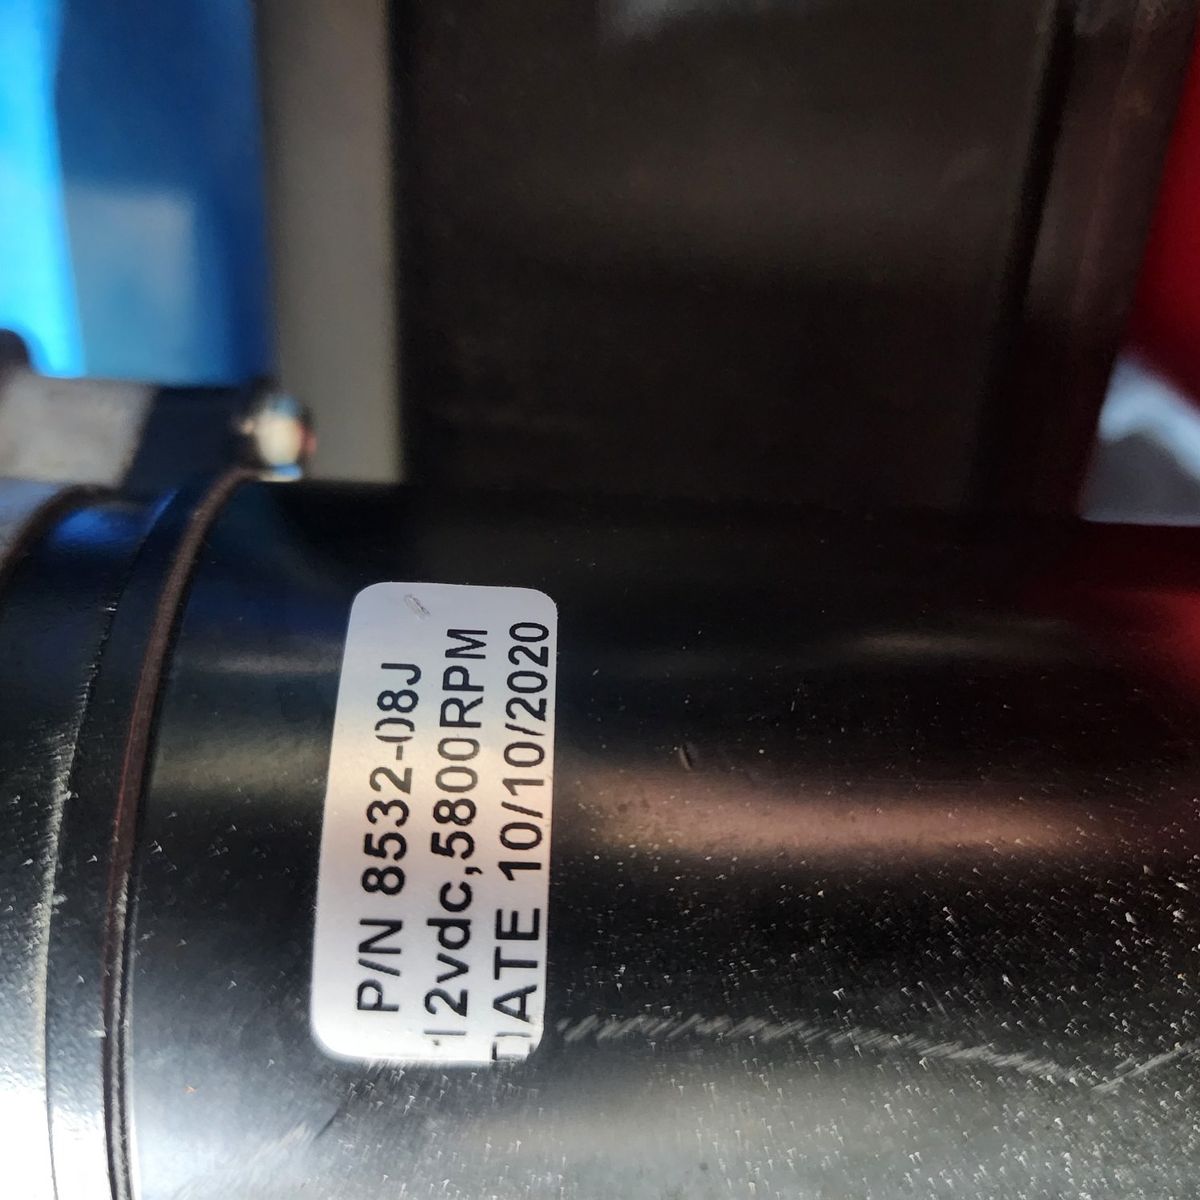 P/N 8532-08J
12vdc,5800RPM
DATE 10/10/2020